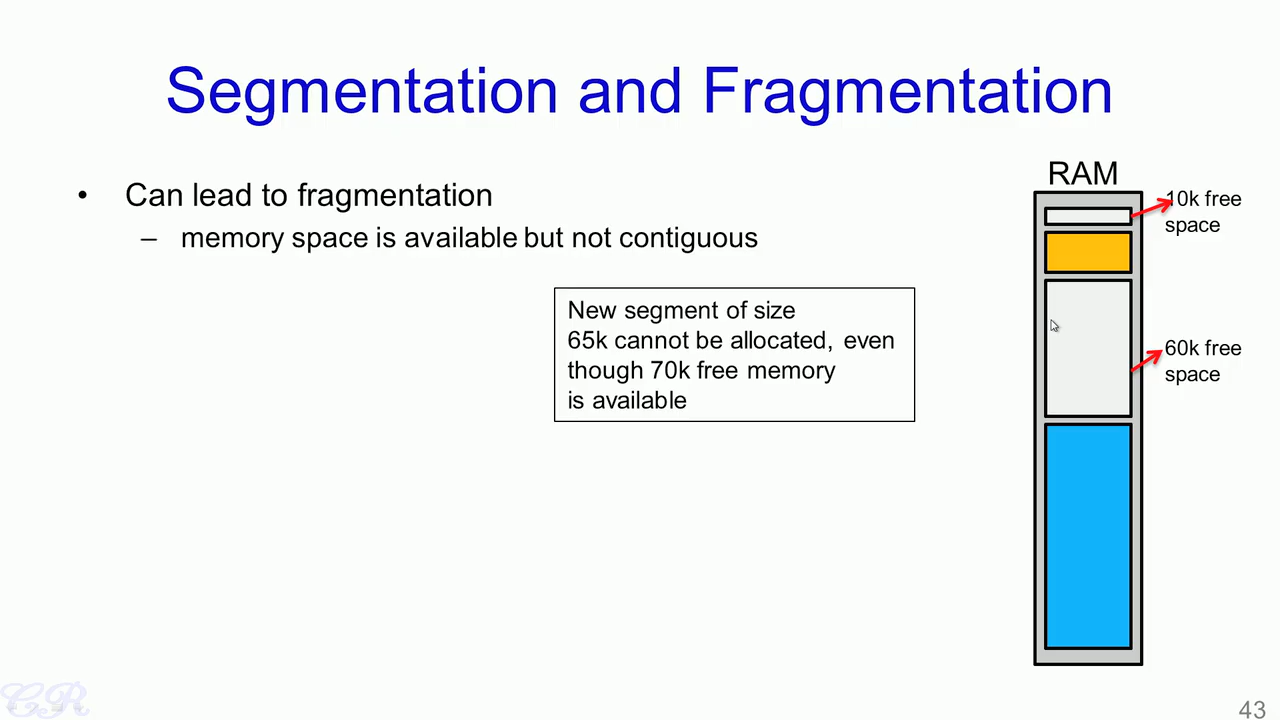 Segmentation and Fragmentation
• Can lead to fragmentation
– memory space is available but not contiguous
New segment of size
65k cannot be allocated, even
though 70k free memory
is available
RAM
10k free
space
60k free
space
CR
43